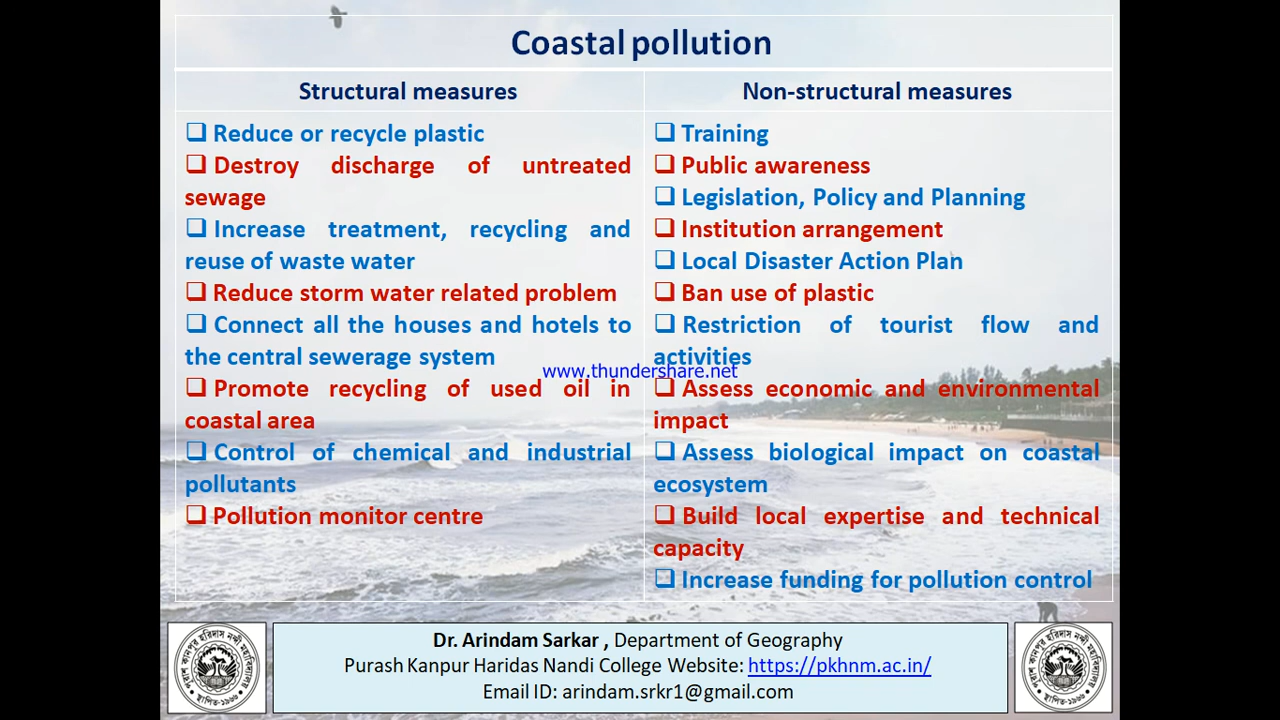 Coastal pollution
Structural measures
❑ Reduce or recycle plastic
❑ Destroy discharge of untreated
sewage
❑ Increase treatment, recycling and
reuse of waste water
❑ Reduce storm water related problem
❑ Connect all the houses and hotels to
the central sewerage system
❑ Promote recycling of used oil in
coastal area
❑ Control of chemical and industrial
pollutants
❑ Pollution monitor centre
Non-structural measures
❑ Training
❑ Public awareness
❑ Legislation, Policy and Planning
❑ Institution arrangement
❑ Local Disaster Action Plan
❑ Ban use of plastic
❑ Restriction of tourist flow and
activities
❑ Assess economic and environmental
impact
❑ Assess biological impact on coastal
ecosystem
❑ Build local expertise and technical
capacity
❑ Increase funding for pollution control
www.thundershare.net
Dr. Arindam Sarkar , Department of Geography
Purash Kanpur Haridas Nandi College Website: https://pkhnm.ac.in/
Email ID: arindam.srkr1@gmail.com